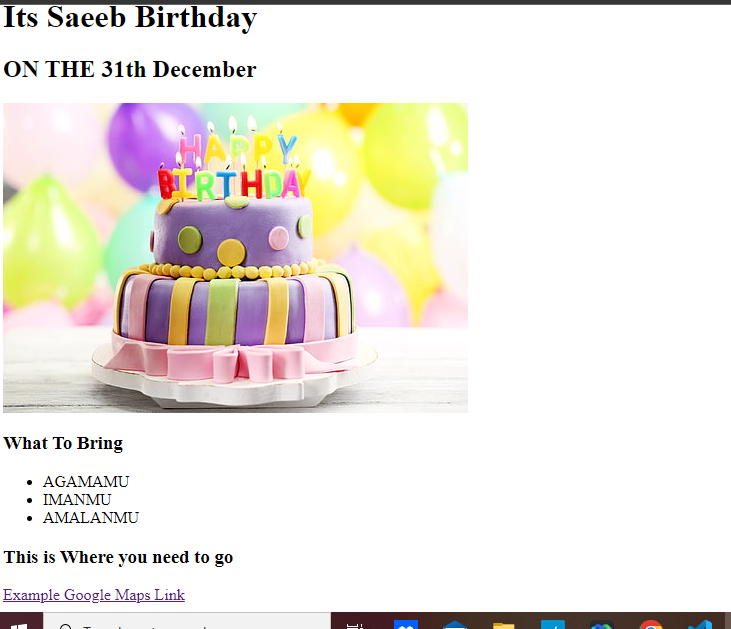 Its Saeeb Birthday
ON THE 31th December
HAPPY
BIRTHDAY
What To Bring
AGAMAMU
IMANMU
AMALANMU
This is Where you need to go
Example Google Maps Link